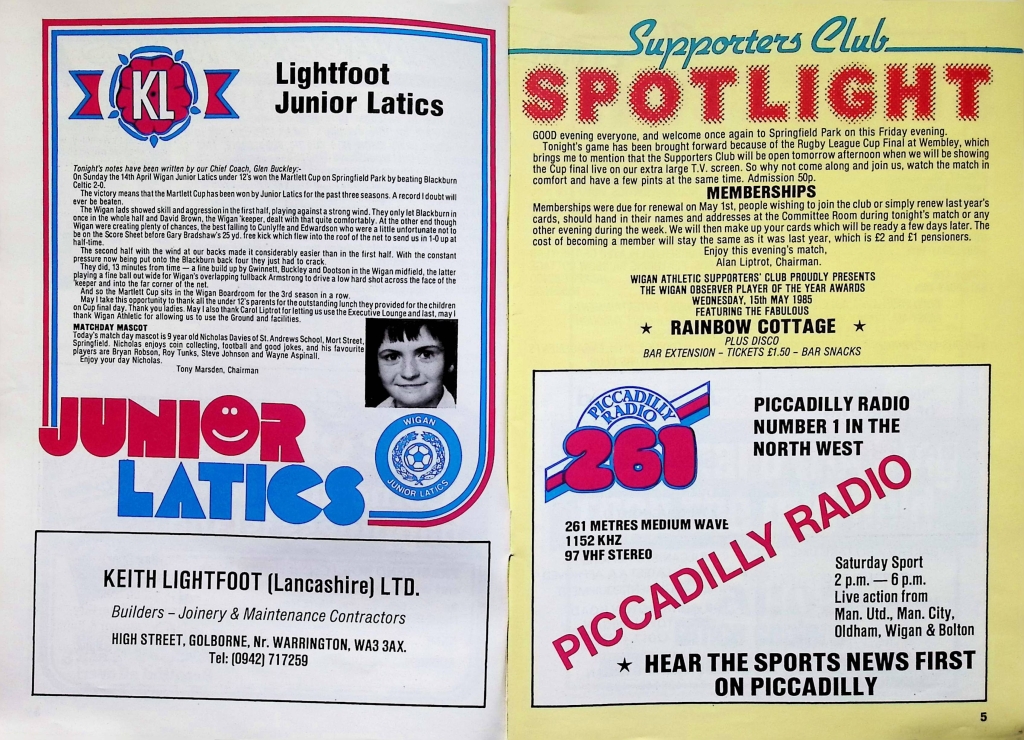 KL
Lightfoot
Junior Latics
Tonight's notes have been written by our Chief Coach, Glen Buckley:-
On Sunday the 14th April Wigan Junior Latics under 12's won the Martlett Cup on Springfield Park by beating Blackburn
Celtic 2-0.
The victory means that the Martlett Cup has been won by Junior Latics for the past three seasons. A record I doubt will
ever be beaten.
The Wigan lads showed skill and aggression in the first half, playing against a strong wind. They only let Blackburn in
once in the whole half and David Brown, the Wigan 'keeper, dealt with that quite comfortably. At the other end though
Wigan were creating plenty of chances, the best falling to Cunlyffe and Edwardson who were a little unfortunate not to
be on the Score Sheet before Gary Bradshaw's 25 yd. free kick which flew into the roof of the net to send us in 1-0 up at
half-time.
The second half with the wind at our backs made it considerably easier than in the first half. With the constant
pressure now being put onto the Blackburn back four they just had to crack.
They did, 13 minutes from time — a fine build up by Gwinnett, Buckley and Dootson in the Wigan midfield, the latter
playing a fine ball out wide for Wigan's overlapping fullback Armstrong to drive a low hard shot across the face of the
'keeper and into the far corner of the net.
And so the Martlett Cup sits in the Wigan Boardroom for the 3rd season in a row.
May I take this opportunity to thank all the under 12's parents for the outstanding lunch they provided for the children
on Cup final day. Thank you ladies. May I also thank Carol Liptrot for letting us use the Executive Lounge and last, may I
thank Wigan Athletic for allowing us to use the Ground and facilities.
MATCHDAY MASCOT
Today's match day mascot is 9 year old Nicholas Davies of St. Andrews School, Mort Street,
Springfield. Nicholas enjoys coin collecting, football and good jokes, and his favourite
players are Bryan Robson, Roy Tunks, Steve Johnson and Wayne Aspinall.
Enjoy your day Nicholas.
Tony Marsden, Chairman
JUNIOR
LATICS
WIGAN
JUNIOR LATICS
KEITH LIGHTFOOT (Lancashire) LTD.
Builders – Joinery & Maintenance Contractors
HIGH STREET, GOLBORNE, Nr. WARRINGTON, WA3 3AX.
Tel: (0942) 717259
Supporters Club
SPOTLIGHT
GOOD evening everyone, and welcome once again to Springfield Park on this Friday evening.
Tonight's game has been brought forward because of the Rugby League Cup Final at Wembley, which
brings me to mention that the Supporters Club will be open tomorrow afternoon when we will be showing
the Cup final live on our extra large T.V. screen. So why not come along and join us, watch the match in
comfort and have a few pints at the same time. Admission 50p.
MEMBERSHIPS
Memberships were due for renewal on May 1st, people wishing to join the club or simply renew last year's
cards, should hand in their names and addresses at the Committee Room during tonight's match or any
other evening during the week. We will then make up your cards which will be ready a few days later. The
cost of becoming a member will stay the same as it was last year, which is £2 and £1 pensioners.
Enjoy this evening's match,
Alan Liptrot, Chairman.
WIGAN ATHLETIC SUPPORTERS' CLUB PROUDLY PRESENTS
THE WIGAN OBSERVER PLAYER OF THE YEAR AWARDS
WEDNESDAY, 15th MAY 1985
FEATURING THE FABULOUS
★ RAINBOW COTTAGE ★
PLUS DISCO
BAR EXTENSION – TICKETS £1.50 – BAR SNACKS
PICCADILLY
RADIO
261
PICCADILLY RADIO
NUMBER 1 IN THE
NORTH WEST
261 METRES MEDIUM WAVE
1152 KHZ
97 VHF STEREO
PICCADILLY RADIO
Saturday Sport
2 p.m. — 6 p.m.
Live action from
Man. Utd., Man. City,
Oldham, Wigan & Bolton
★ HEAR THE SPORTS NEWS FIRST
ON PICCADILLY
5